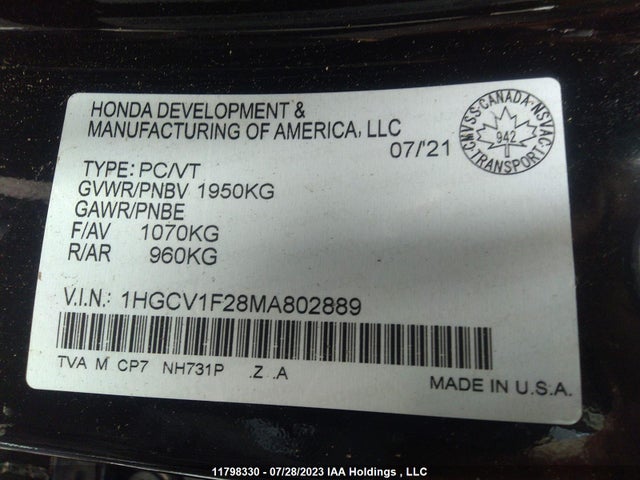 HONDA DEVELOPMENT &
MANUFACTURING OF AMERICA, LLC
07/'21
CMVSS·CANADA·NSVAC
942
TRANSPORT
TYPE: PC/VT
GVWR/PNBV 1950KG
GAWR/PNBE
F/AV 1070KG
R/AR 960KG
V.I.N.: 1HGCV1F28MA802889
TVA M CP7 NH731P .Z .A
MADE IN U.S.A.
11798330 - 07/28/2023 IAA Holdings , LLC